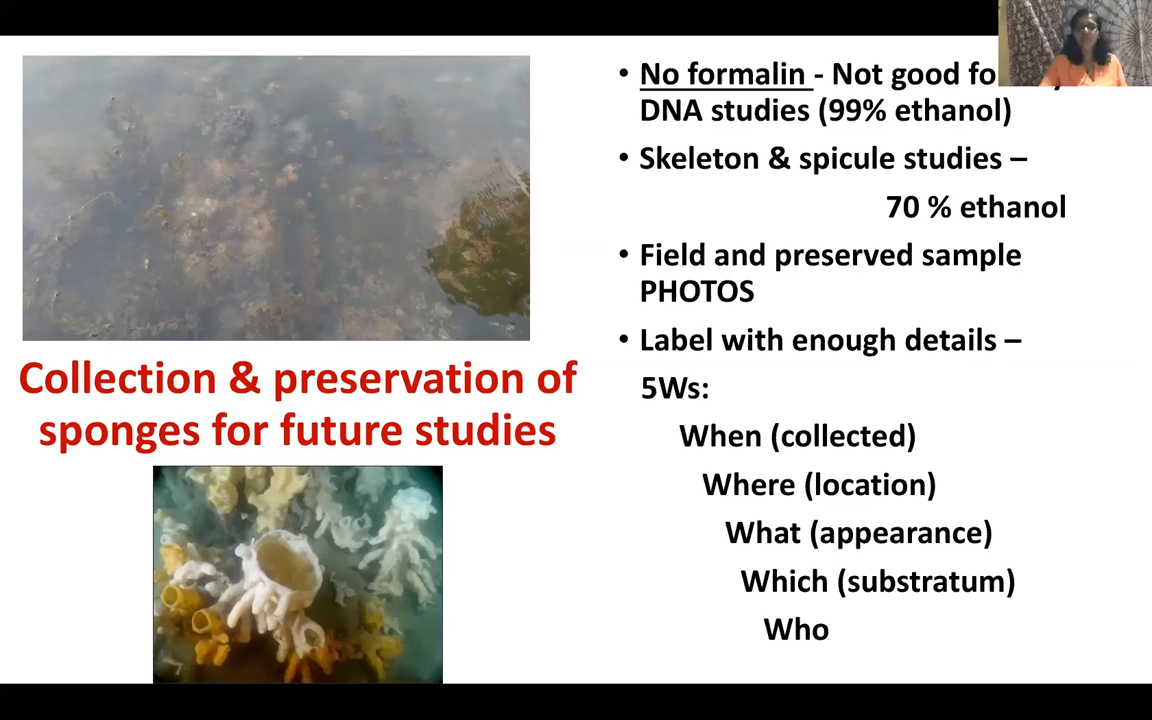 Collection & preservation of
sponges for future studies
• No formalin - Not good
DNA studies (99% ethanol)
• Skeleton & spicule studies –
70 % ethanol
• Field and preserved sample
PHOTOS
• Label with enough details –
5Ws:
When (collected)
Where (location)
What (appearance)
Which (substratum)
Who